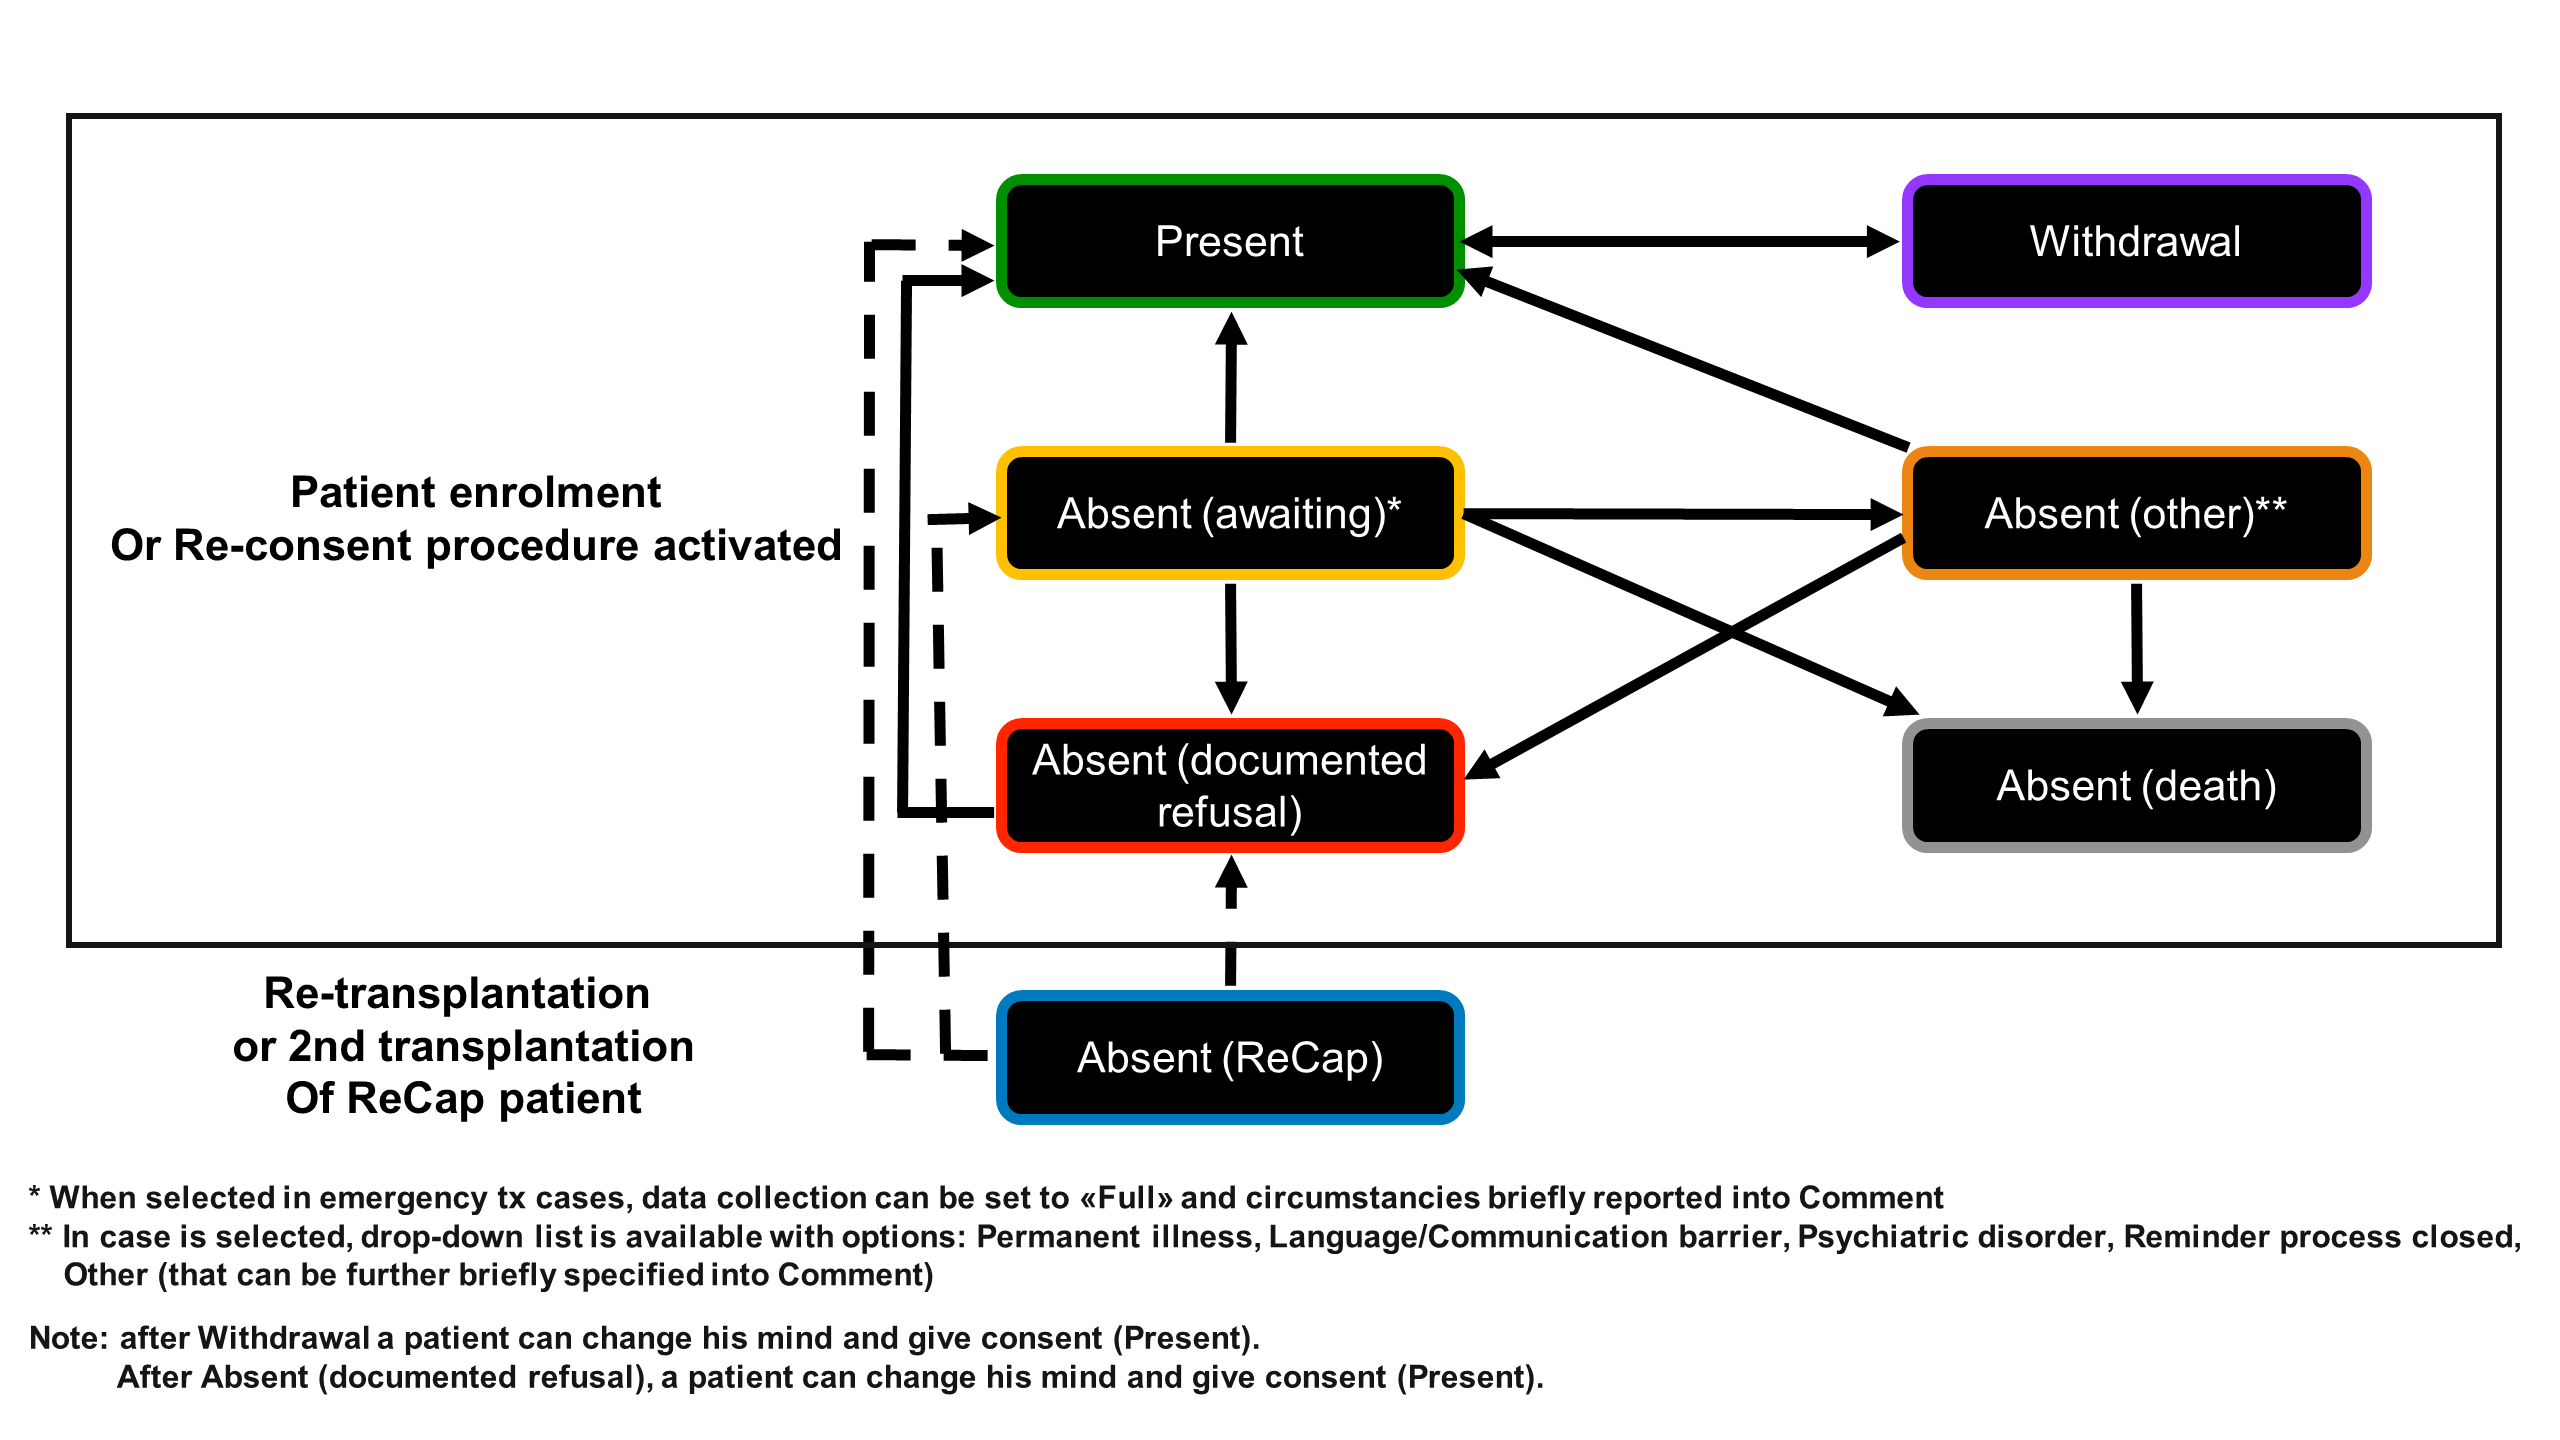 Present
Withdrawal
Patient enrolment
Or Re-consent procedure activated
Absent (awaiting)*
Absent (other)**
Absent (documented
refusal)
Absent (death)
Re-transplantation
or 2nd transplantation
Of ReCap patient
Absent (ReCap)
* When selected in emergency tx cases, data collection can be set to «Full» and circumstancies briefly reported into Comment
** In case is selected, drop-down list is available with options: Permanent illness, Language/Communication barrier, Psychiatric disorder, Reminder process closed,
Other (that can be further briefly specified into Comment)
Note: after Withdrawal a patient can change his mind and give consent (Present).
After Absent (documented refusal), a patient can change his mind and give consent (Present).